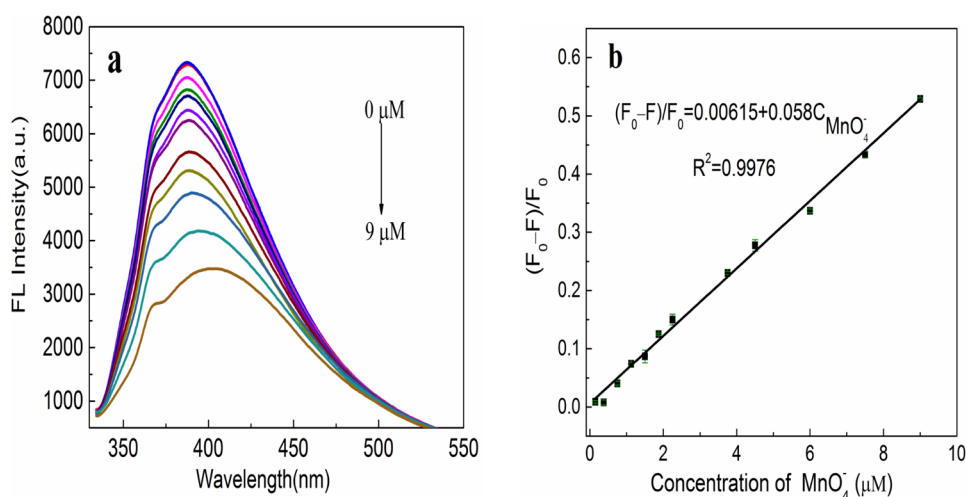 a
8000
7000
6000
5000
4000
3000
2000
1000
FL Intensity(a.u.)
0 μM
9 μM
350 400 450 500 550
Wavelength(nm)
b
0.6
0.5
0.4
0.3
0.2
0.1
0.0
(F₀–F)/F₀
(F₀–F)/F₀=0.00615+0.058C_MnO₄⁻
R²=0.9976
0 2 4 6 8 10
Concentration of MnO₄⁻ (μM)